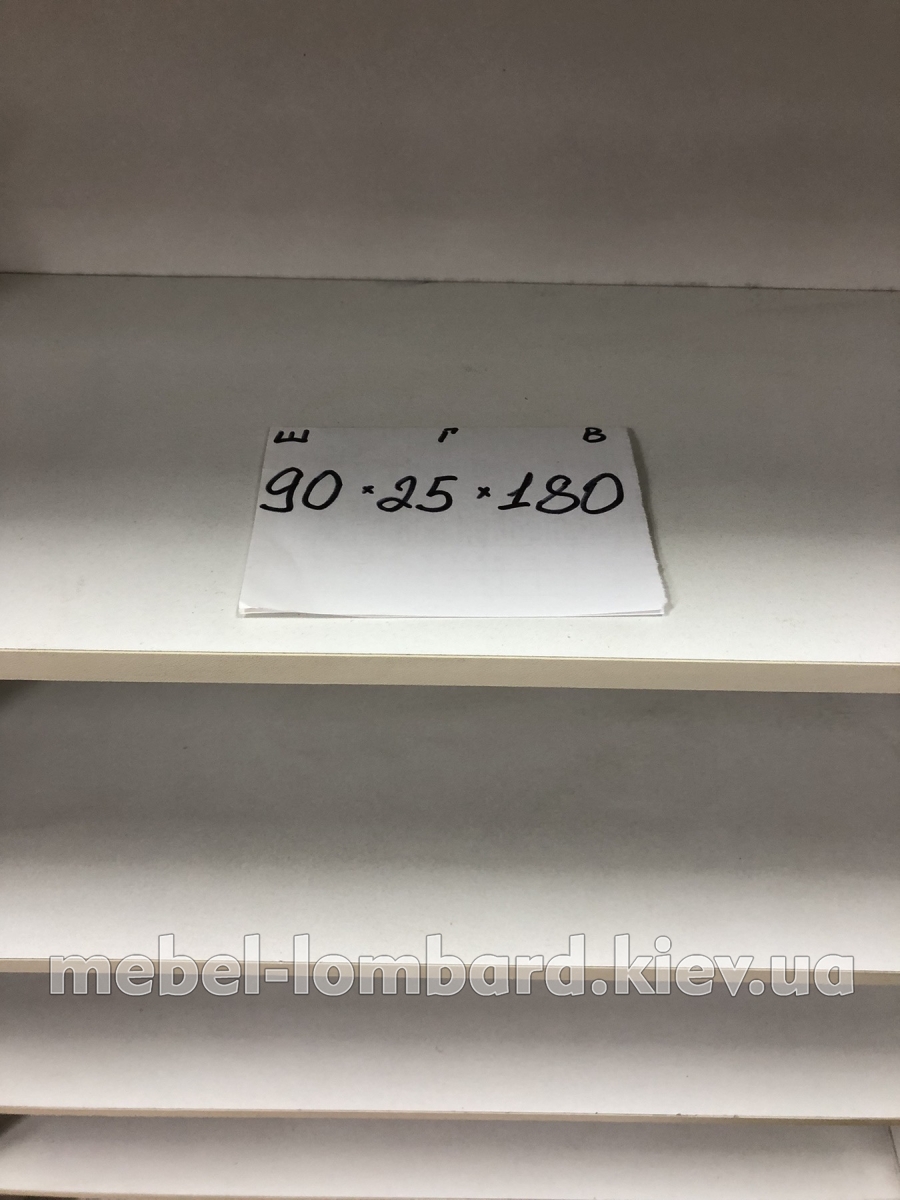 Ш Г В
90 × 25 × 180
mebel-lombard.kiev.ua